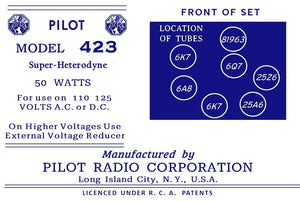 PILOT
MODEL 423
Super-Heterodyne
50 WATTS
For use on 110 125
VOLTS A.C. or D.C.
On Higher Voltages Use
External Voltage Reducer
FRONT OF SET
LOCATION
OF TUBES
81963
6K7
6Q7
25Z6
6A8
6K7
25A6
Manufactured by
PILOT RADIO CORPORATION
Long Island City, N. Y., U.S.A.
LICENCED UNDER R. C. A. PATENTS